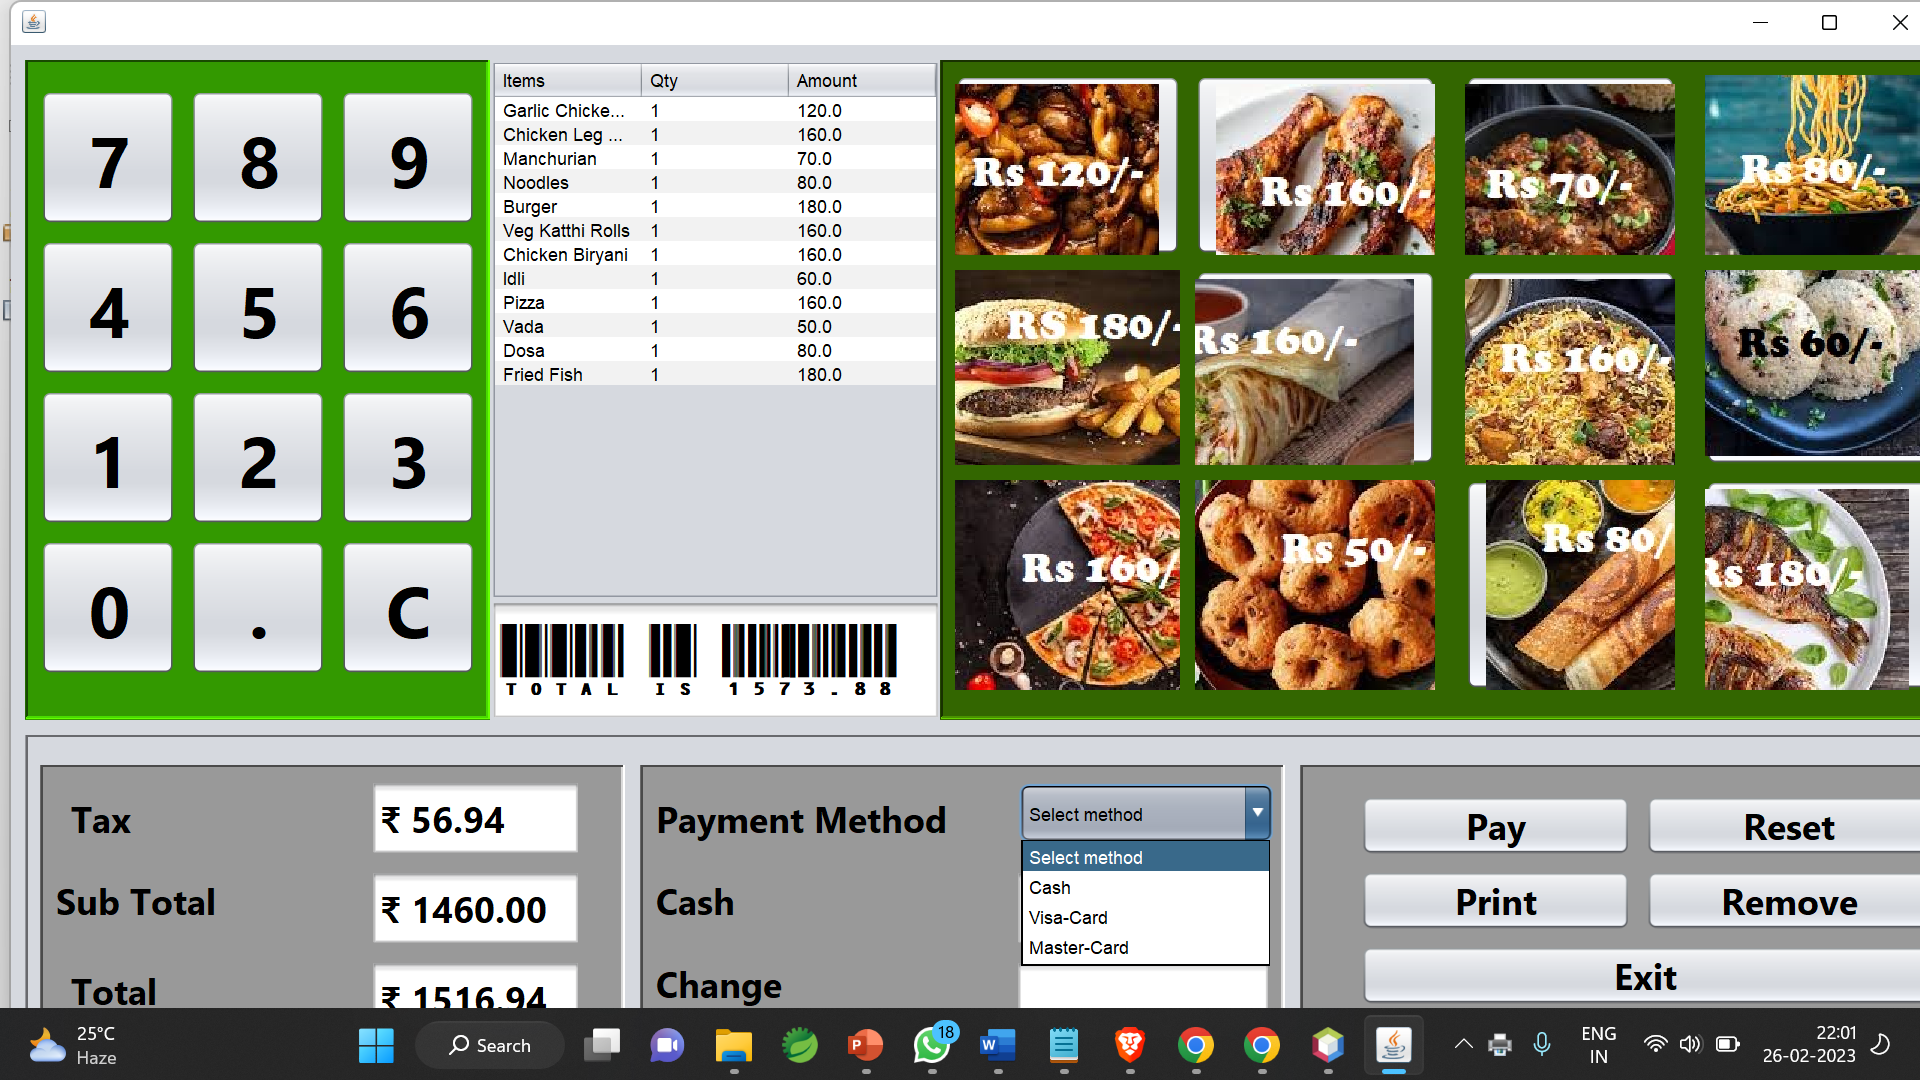 7 8 9
4 5 6
1 2 3
0 . C
Items Qty Amount
Garlic Chicke... 1 120.0
Chicken Leg ... 1 160.0
Manchurian 1 70.0
Noodles 1 80.0
Burger 1 180.0
Veg Katthi Rolls 1 160.0
Chicken Biryani 1 160.0
Idli 1 60.0
Pizza 1 160.0
Vada 1 50.0
Dosa 1 80.0
Fried Fish 1 180.0
TOTAL IS 1573.88
Rs 120/- Rs 160/- Rs 70/- Rs 80/-
RS 180/- Rs 160/- Rs 160/- Rs 60/-
Rs 160/ Rs 50/- Rs 80/ Rs 180/-
Tax ₹ 56.94
Sub Total ₹ 1460.00
Total ₹ 1516.94
Payment Method Select method
Select method
Cash
Visa-Card
Master-Card
Cash
Change
Pay Reset
Print Remove
Exit
25°C
Haze
Search
P
18
W
ENG
IN
22:01
26-02-2023